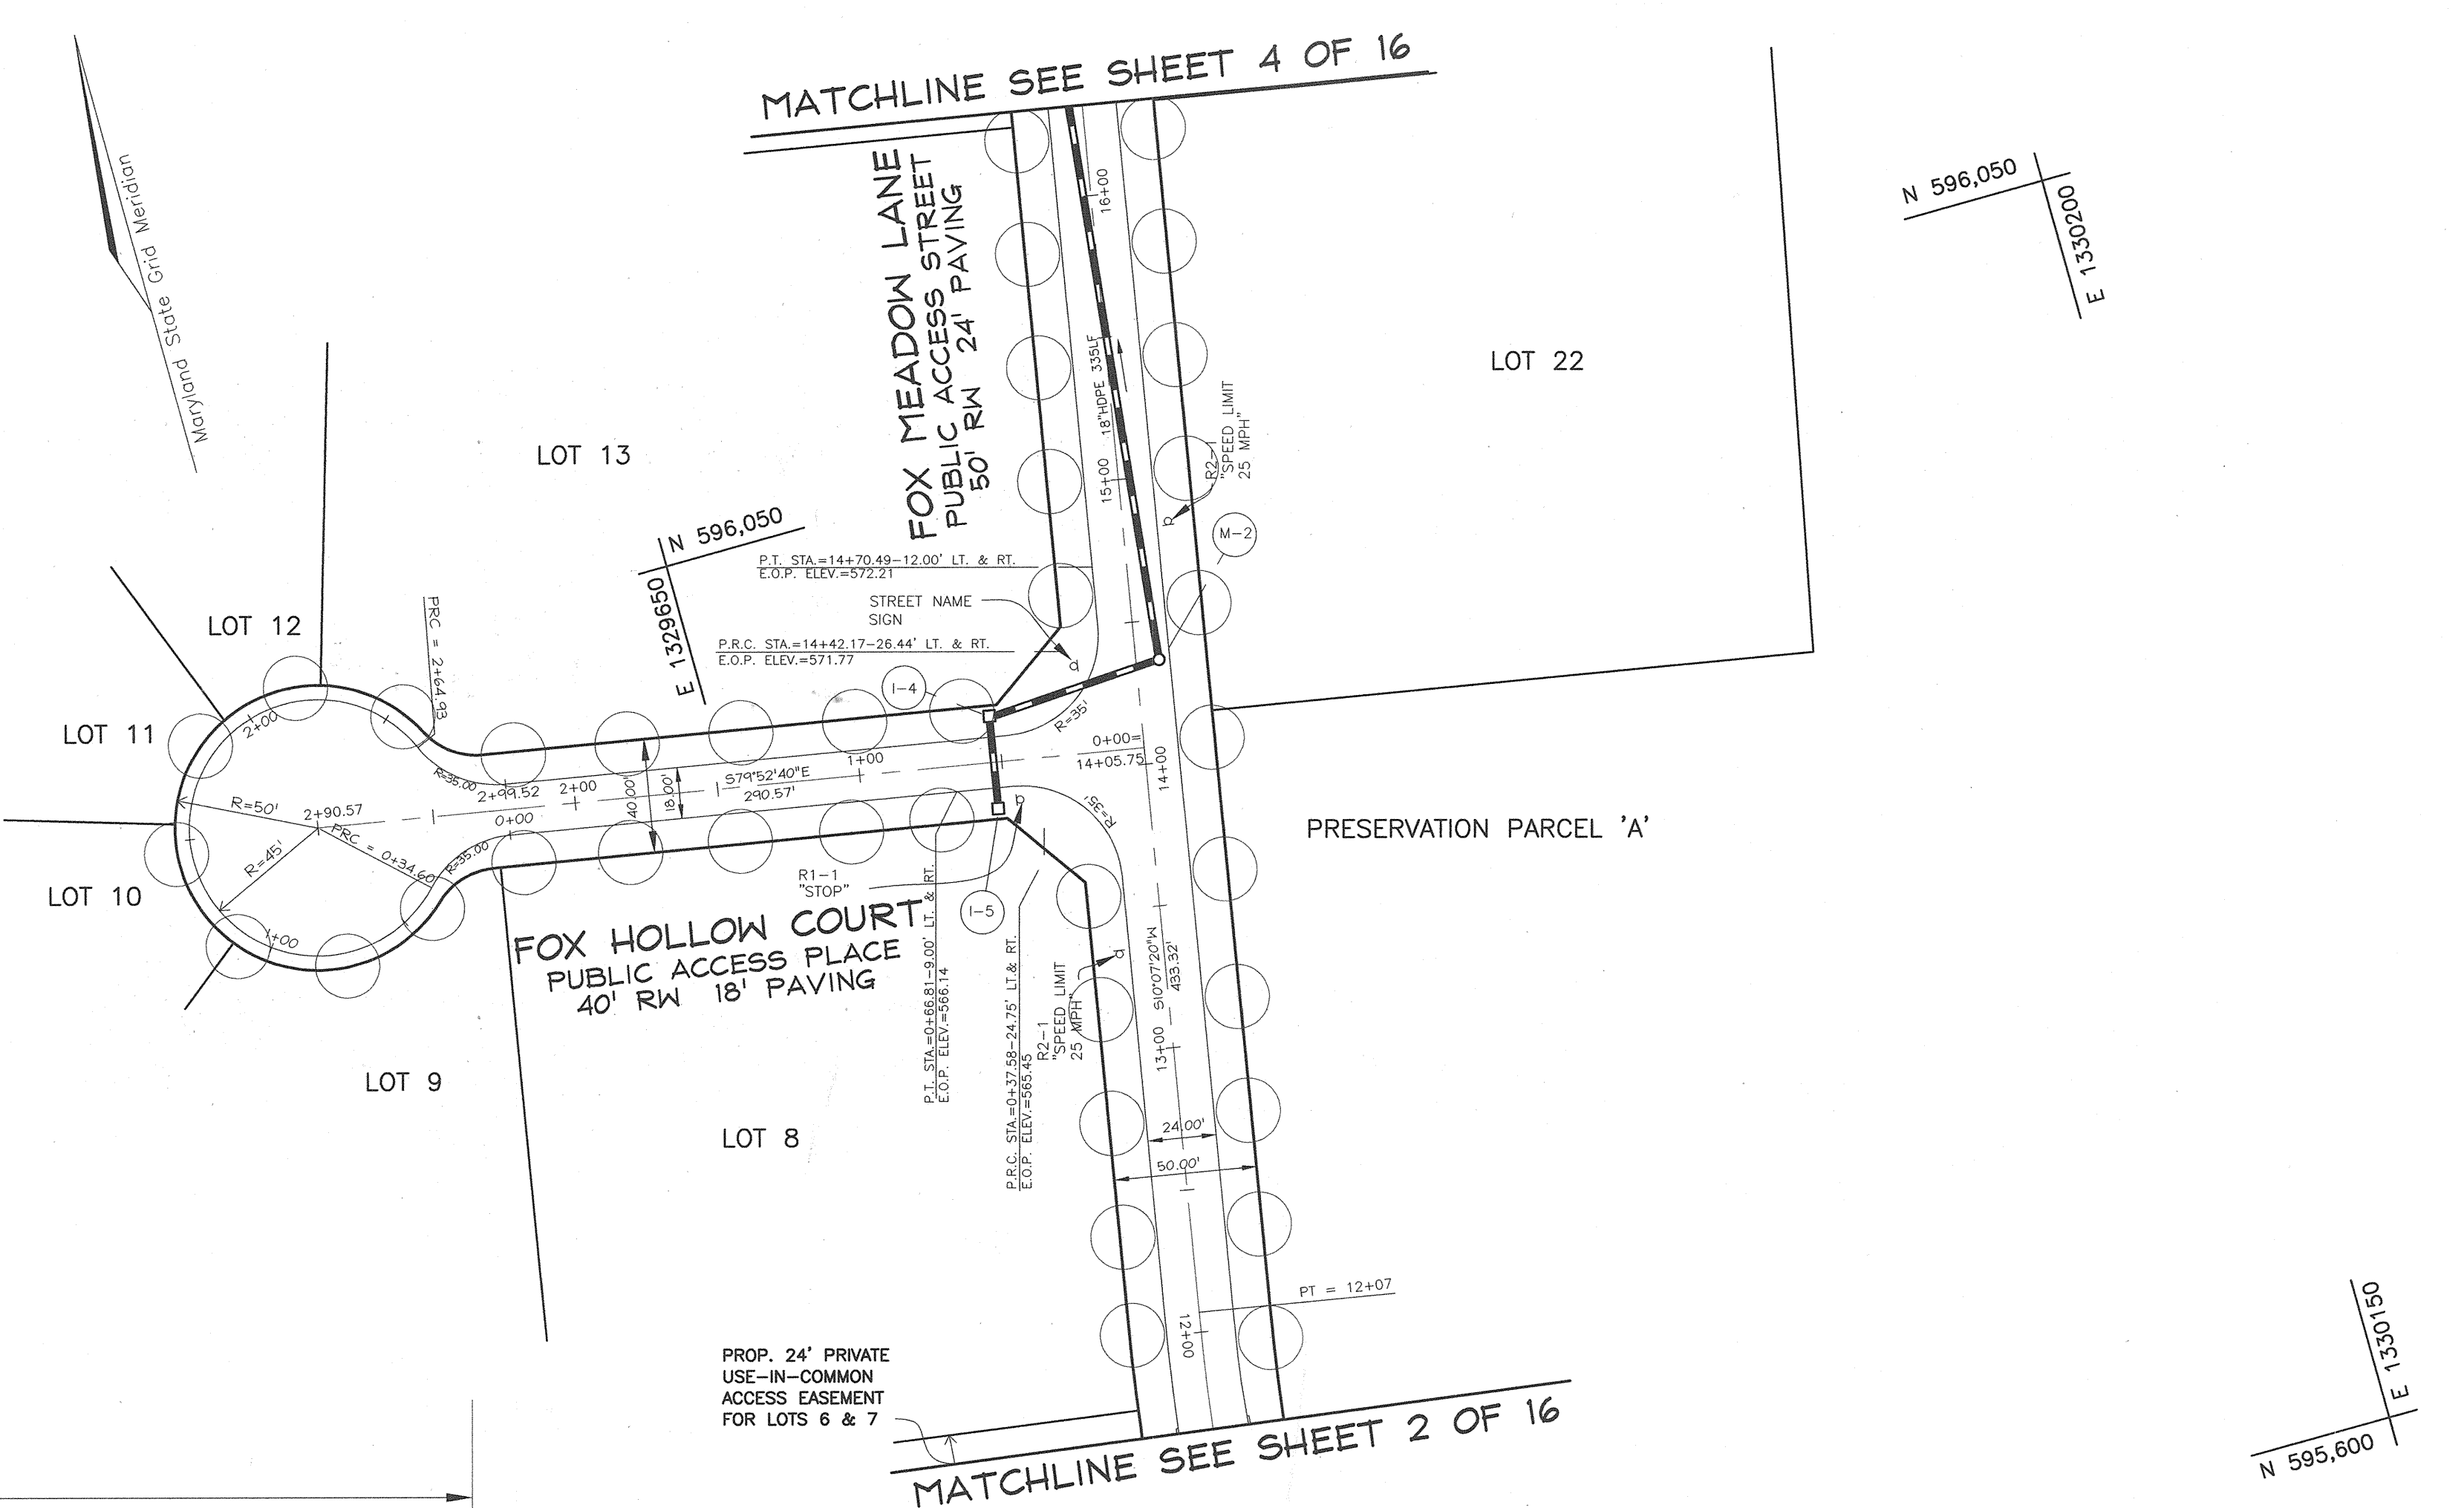 MATCHLINE SEE SHEET 4 OF 16
Maryland State Grid Meridian
FOX MEADOW LANE
PUBLIC ACCESS STREET
50' RW 24' PAVING
16+00
N 596,050
E 1330200
LOT 22
18"HDPE 335LF
15+00
R2-1
"SPEED LIMIT
25 MPH"
M-2
LOT 13
N 596,050
E 1329650
P.T. STA.=14+70.49-12.00' LT. & RT.
E.O.P. ELEV.=572.21
STREET NAME
SIGN
P.R.C. STA.=14+42.17-26.44' LT. & RT.
E.O.P. ELEV.=571.77
I-4
LOT 12
PRC = 2+64.93
LOT 11
2+00
R=35'
0+00=
14+05.75
14+00
1+00
S79°52'40"E
290.57'
R=35.00
2+99.52
2+00
40.00'
18.00'
R=50'
2+90.57
0+00
PRC = 0+34.60
R=45'
R=35.00
R=35'
PRESERVATION PARCEL 'A'
LOT 10
1+00
R1-1
"STOP"
I-5
FOX HOLLOW COURT
PUBLIC ACCESS PLACE
40' RW 18' PAVING
P.T. STA.=0+66.81-9.00' LT. & RT.
E.O.P. ELEV.=566.14
P.R.C. STA.=0+37.58-24.75' LT.& RT.
E.O.P. ELEV.=565.45
R2-1
"SPEED LIMIT
25 MPH"
S10°07'20"W
433.32'
13+00
LOT 9
LOT 8
24.00'
50.00'
PT = 12+07
12+00
PROP. 24' PRIVATE
USE-IN-COMMON
ACCESS EASEMENT
FOR LOTS 6 & 7
MATCHLINE SEE SHEET 2 OF 16
E 1330150
N 595,600